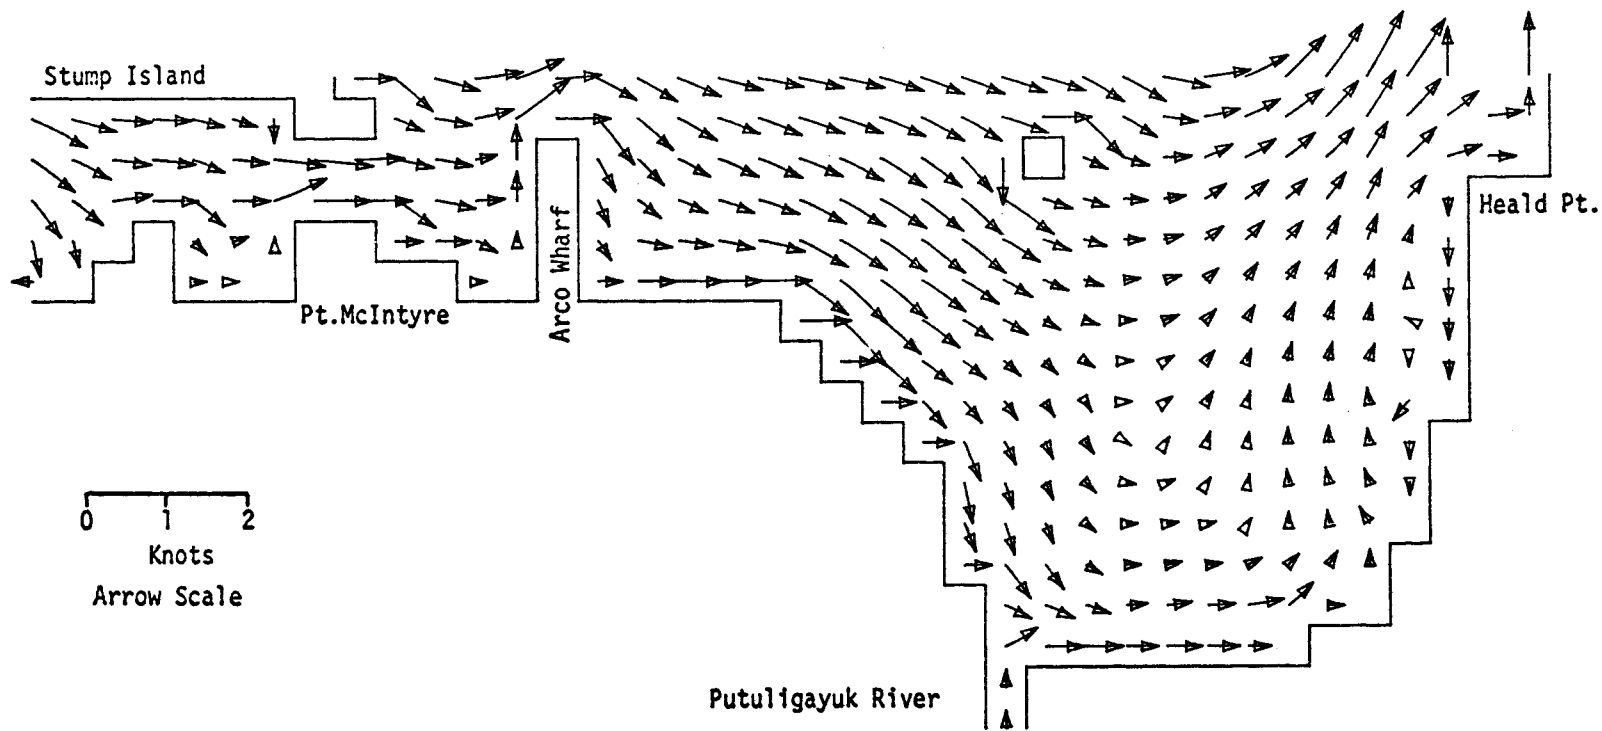 Stump Island
Heald Pt.
Arco Wharf
Pt.McIntyre
0 1 2
Knots
Arrow Scale
Putuligayuk River